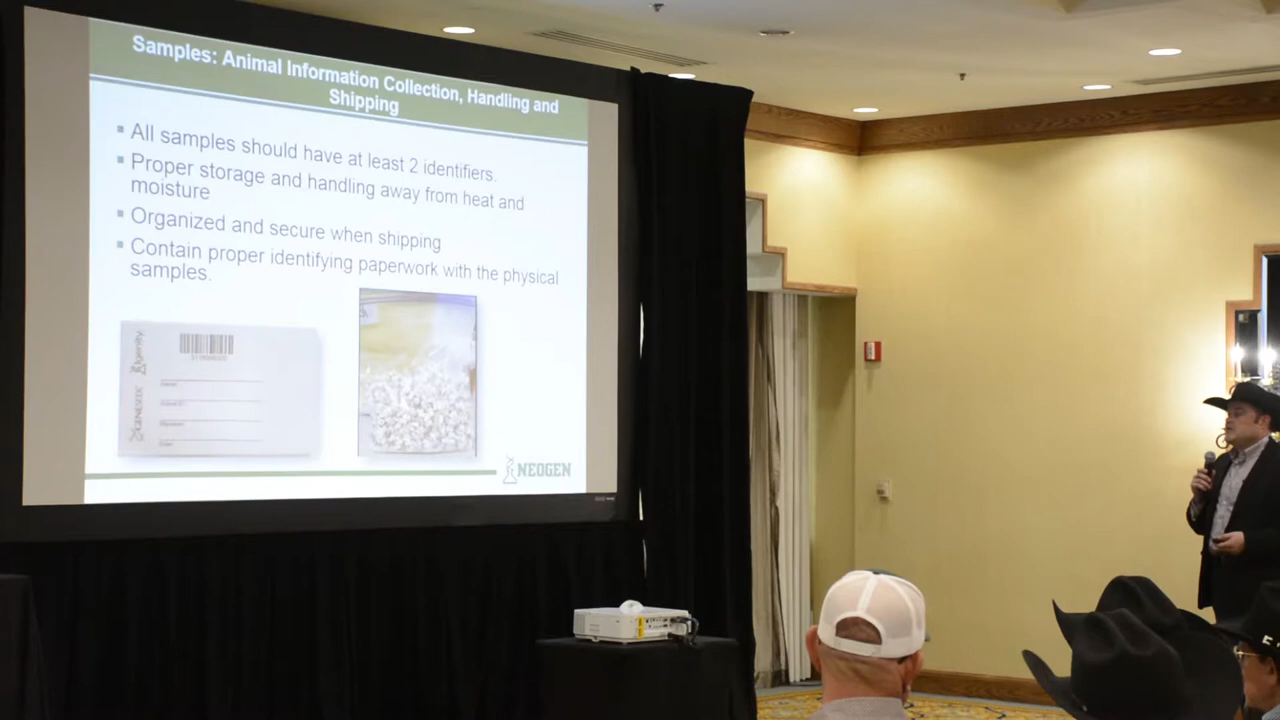 Samples: Animal Information Collection, Handling and
Shipping
All samples should have at least 2 identifiers.
Proper storage and handling away from heat and
moisture
Organized and secure when shipping
Contain proper identifying paperwork with the physical
samples.
igenity
GENESEEK
NEOGEN